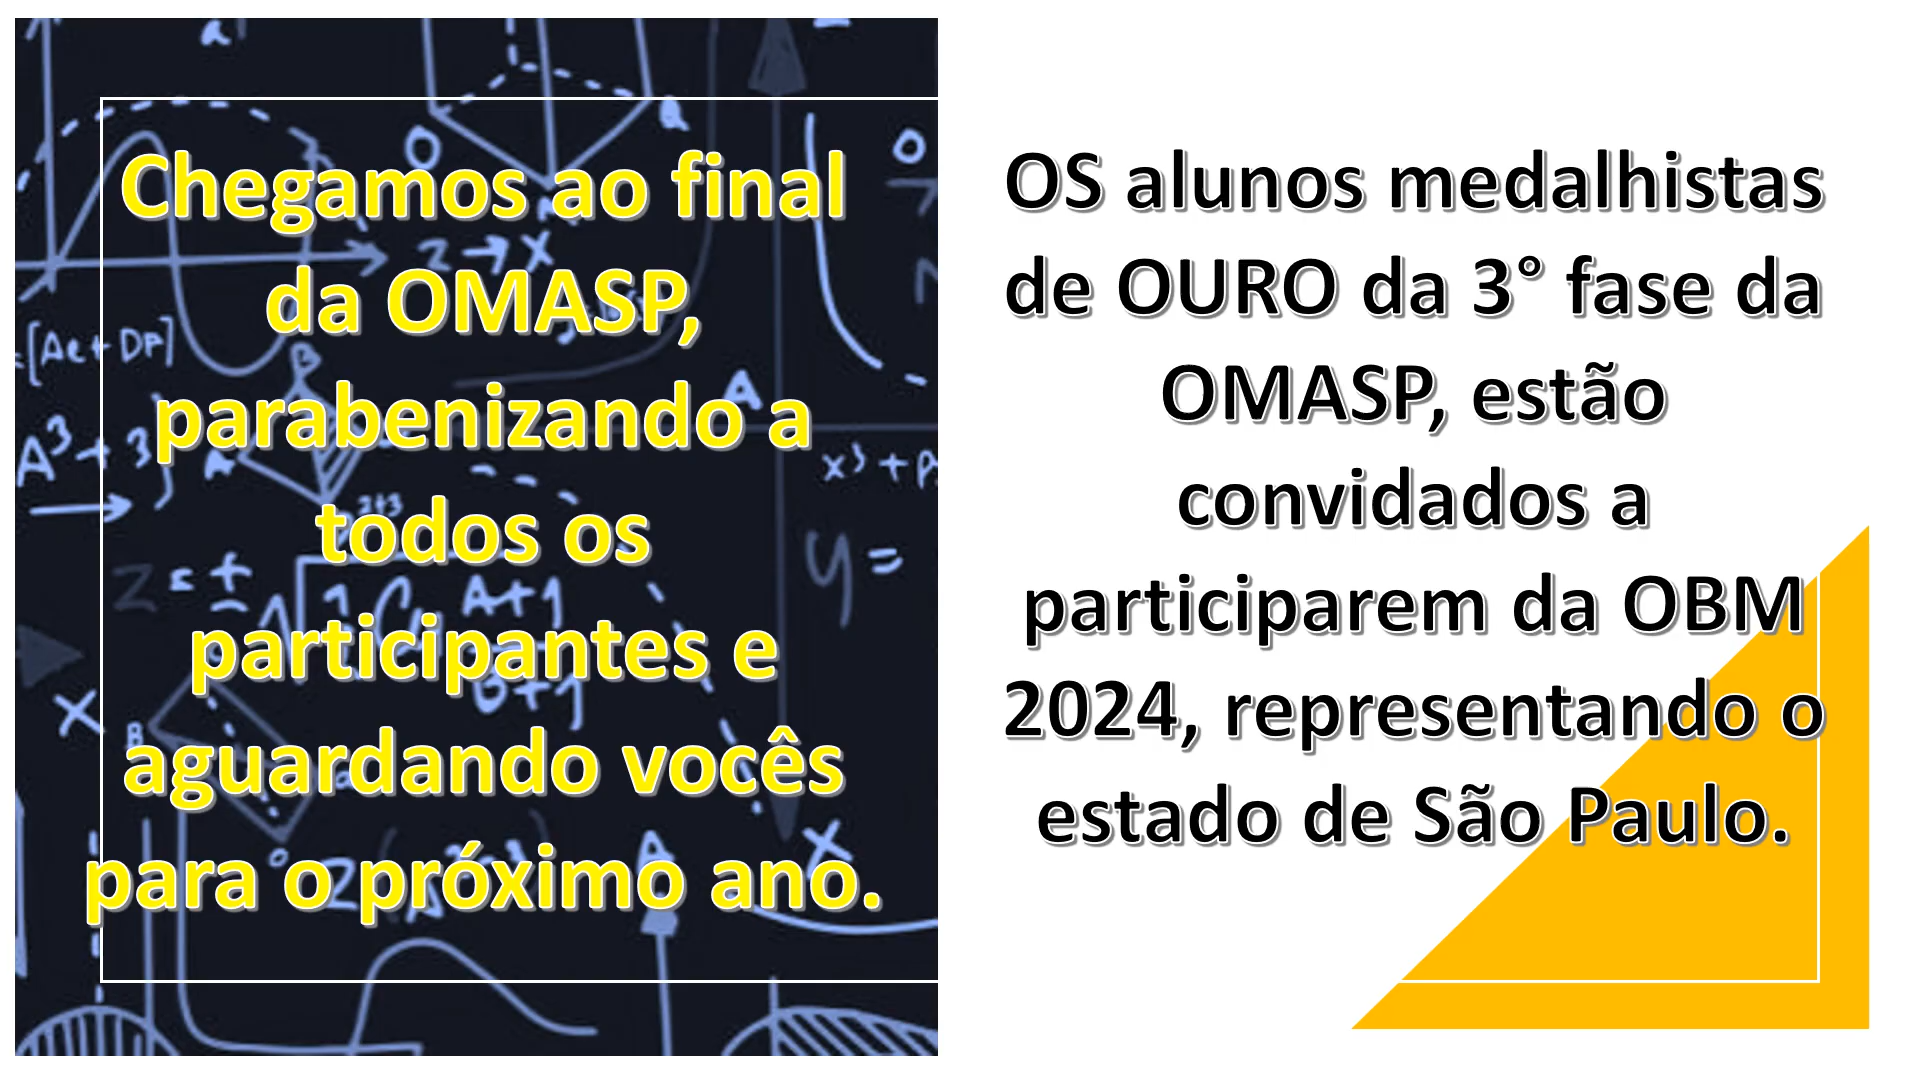 Chegamos ao final
da OMASP,
parabenizando a
todos os
participantes e
aguardando vocês
para o próximo ano.
OS alunos medalhistas
de OURO da 3° fase da
OMASP, estão
convidados a
participarem da OBM
2024, representando o
estado de São Paulo.